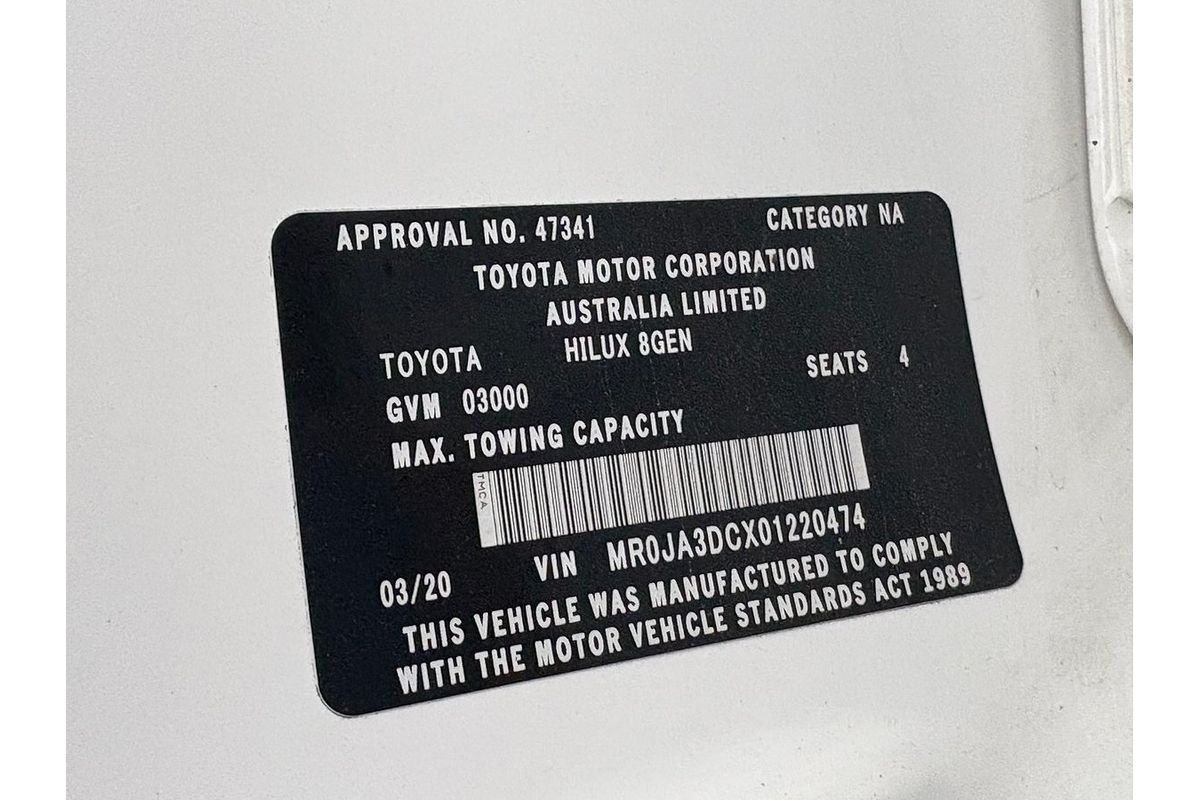 APPROVAL NO. 47341 CATEGORY NA
TOYOTA MOTOR CORPORATION
AUSTRALIA LIMITED
TOYOTA HILUX 8GEN
GVM 03000 SEATS 4
MAX. TOWING CAPACITY
TMCA
03/20 VIN MR0JA3DCX01220474
THIS VEHICLE WAS MANUFACTURED TO COMPLY
WITH THE MOTOR VEHICLE STANDARDS ACT 1989